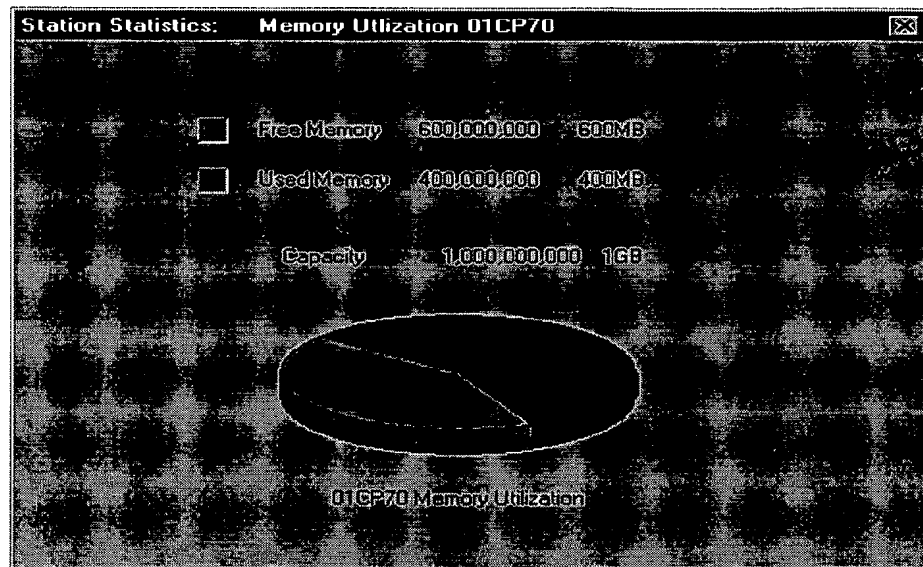 Station Statistics: Memory Utlization 01CP70
Free Memory 600,000,000 600MB
Used Memory 400,000,000 400MB
Capacity 1,000,000,000 1GB
01CP70 Memory Utilization